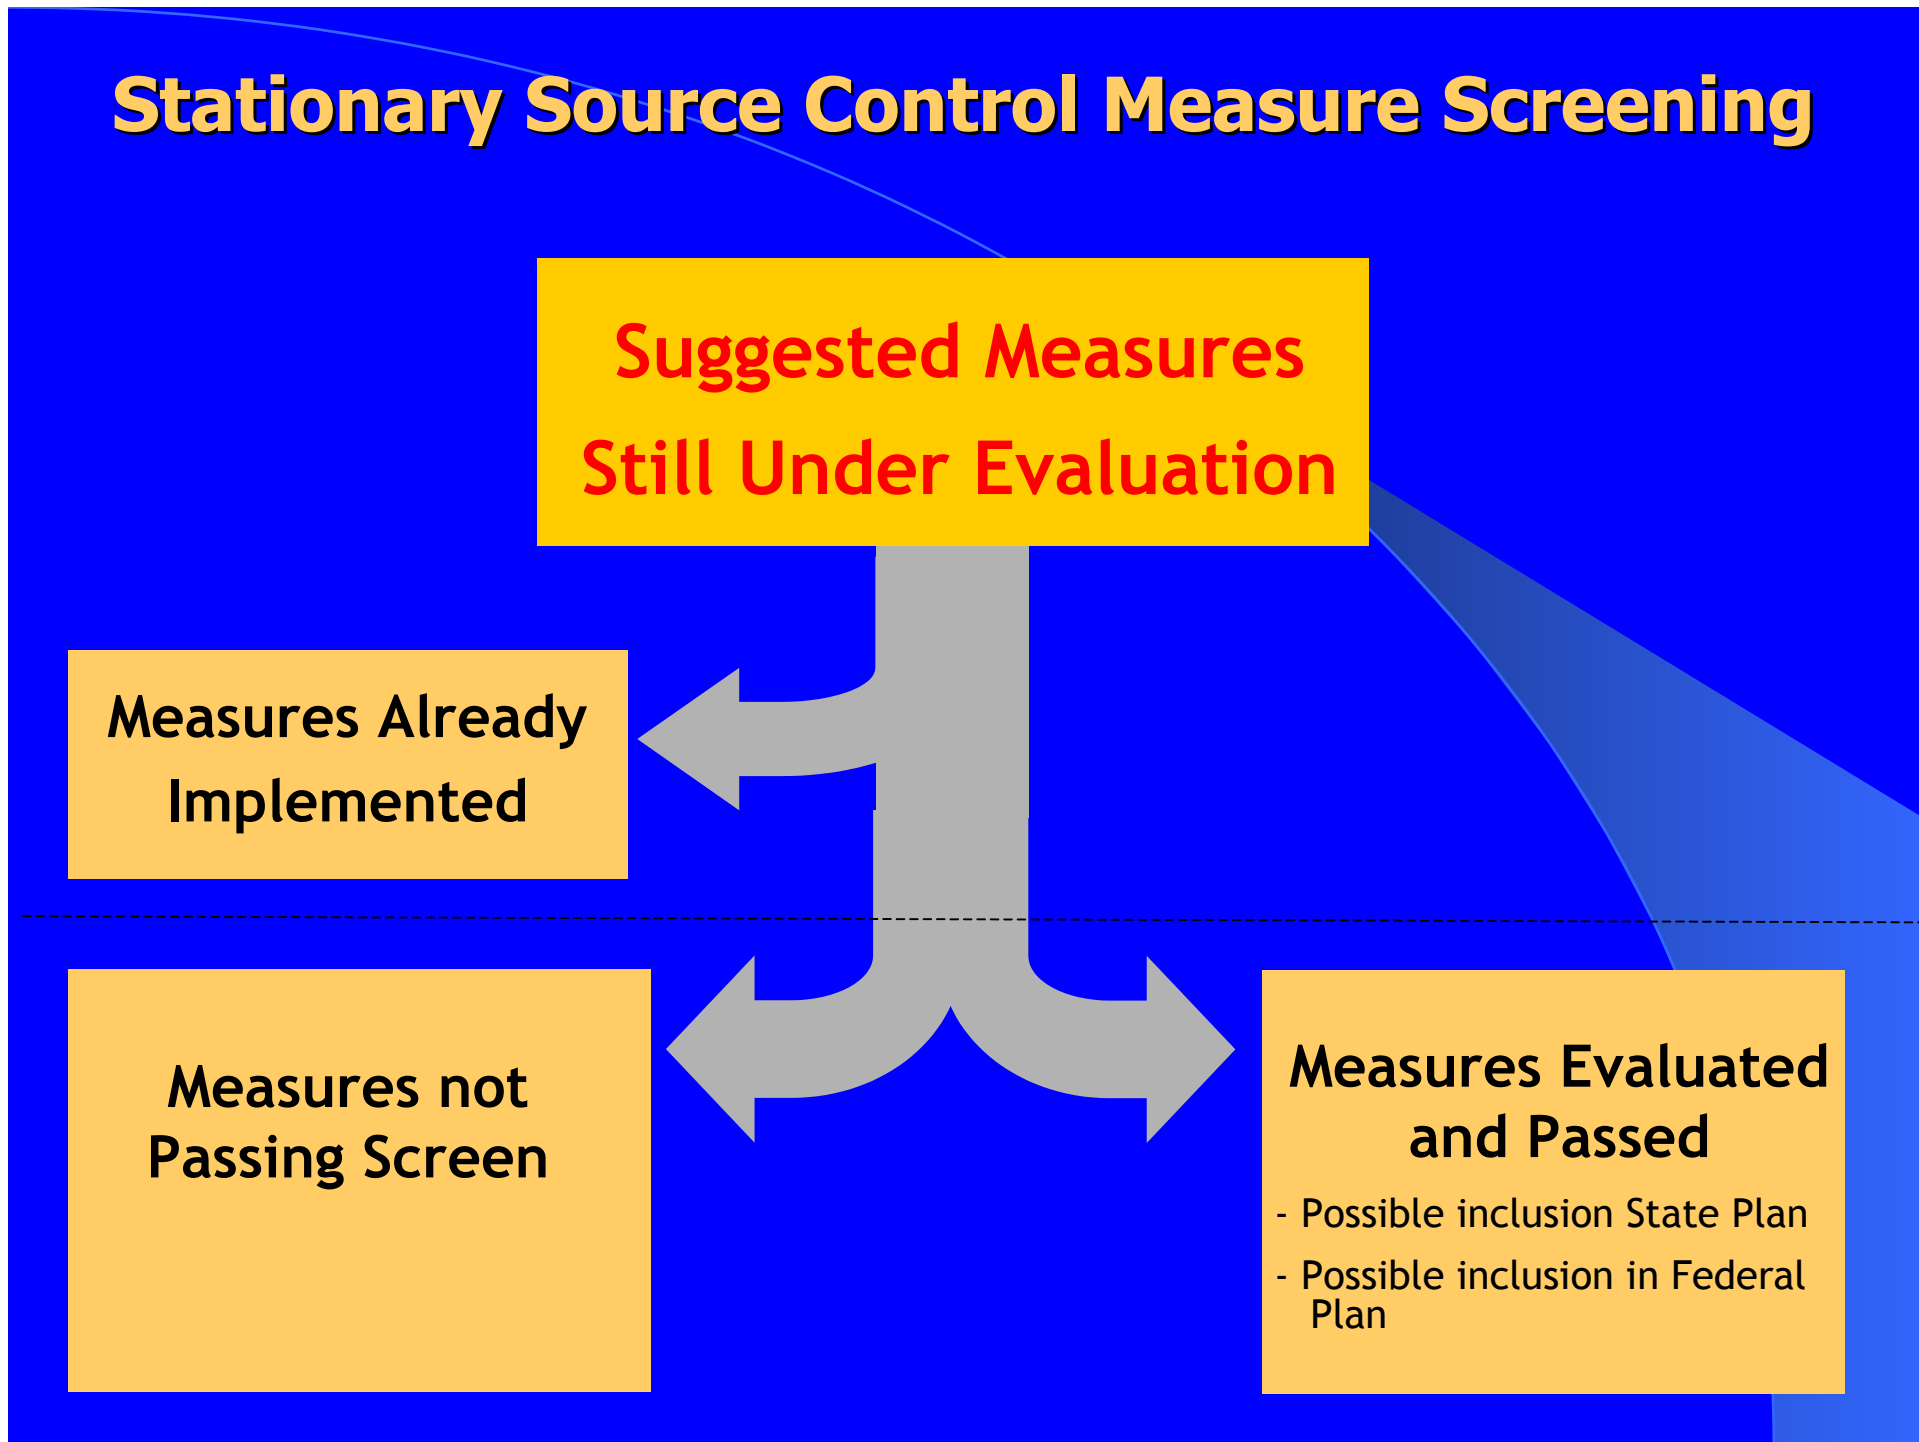 Stationary Source Control Measure Screening
Suggested Measures
Still Under Evaluation
Measures Already
Implemented
Measures not
Passing Screen
Measures Evaluated
and Passed
- Possible inclusion State Plan
- Possible inclusion in Federal
Plan